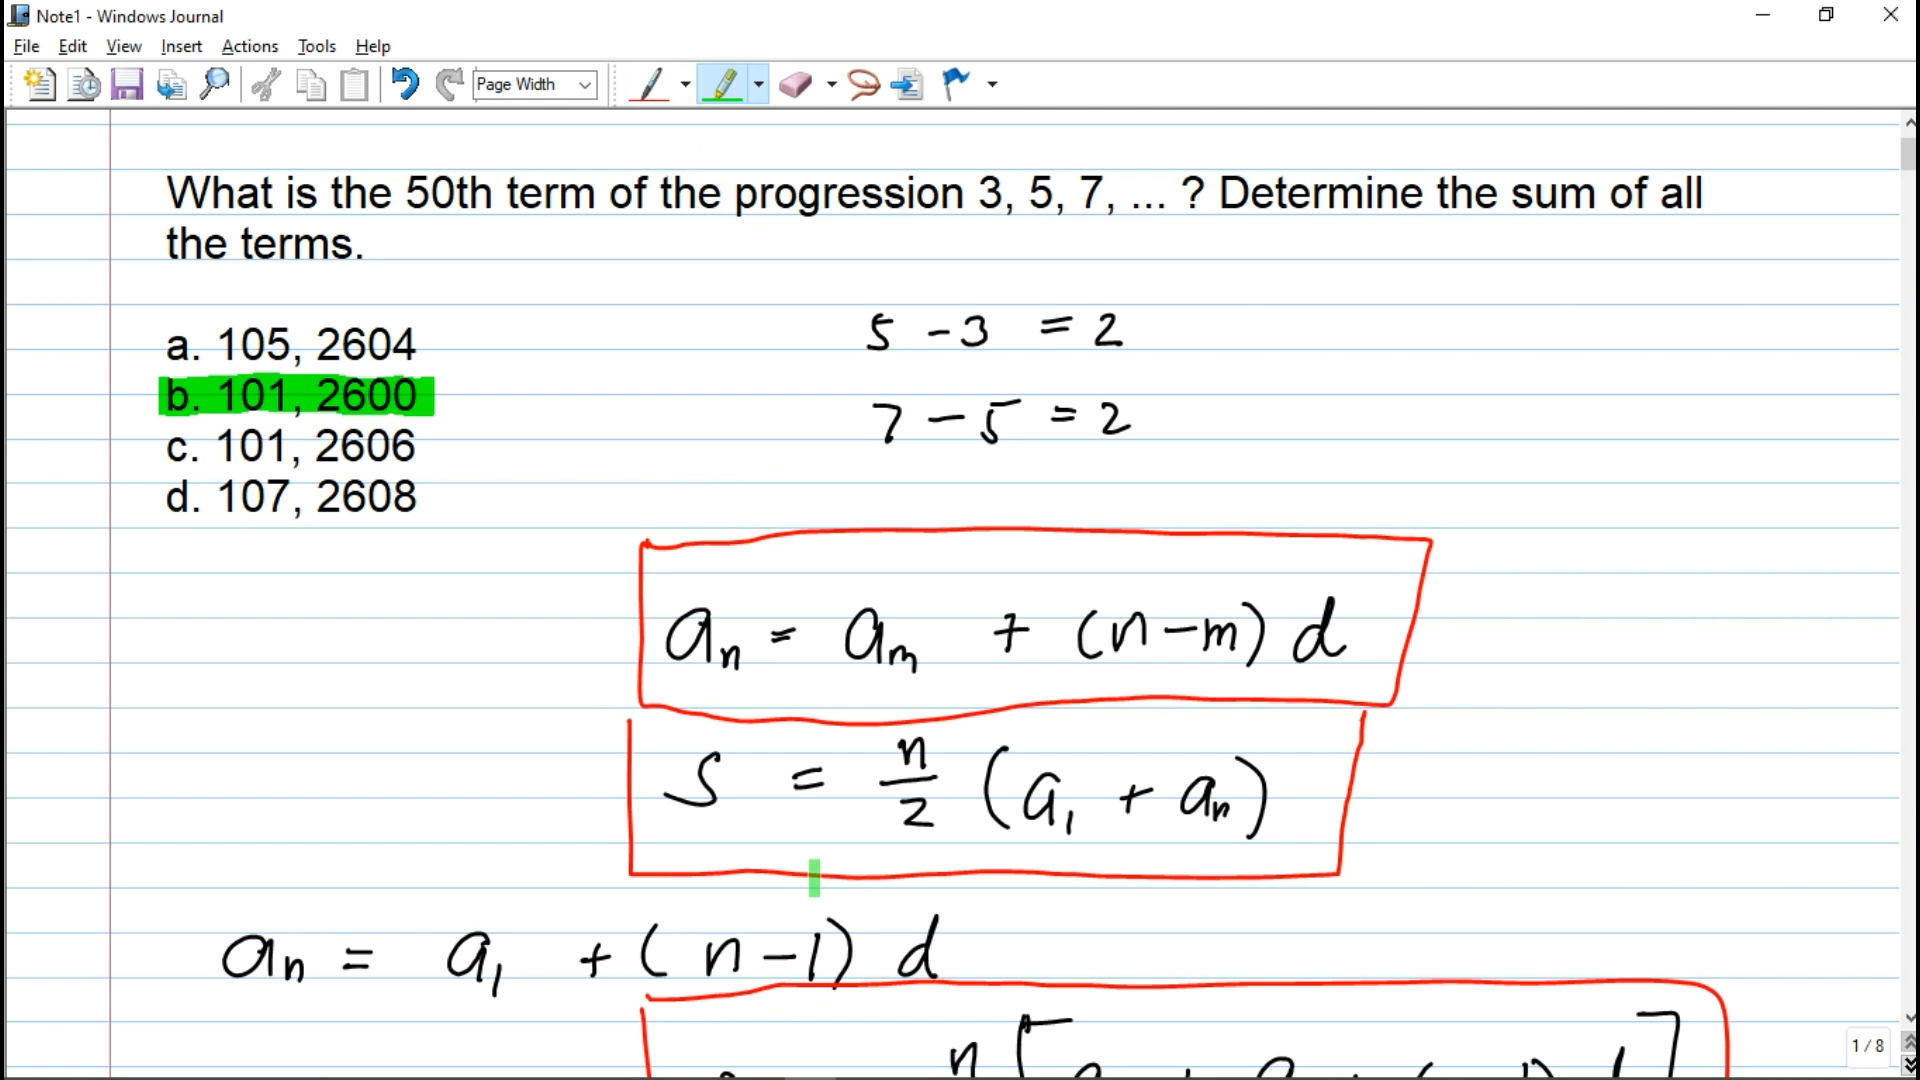 Note1 - Windows Journal
File Edit View Insert Actions Tools Help
Page Width
What is the 50th term of the progression 3, 5, 7, ... ? Determine the sum of all
the terms.
a. 105, 2604
b. 101, 2600
c. 101, 2606
d. 107, 2608
5 - 3 = 2
7 - 5 = 2
an = am + (n-m) d
S = n/2 (a1 + an)
an = a1 + (n-1) d
n [
1 / 8